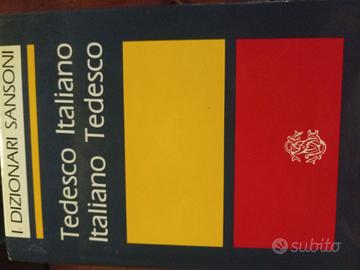 I DIZIONARI SANSONI
Tedesco Italiano
Italiano Tedesco
subito